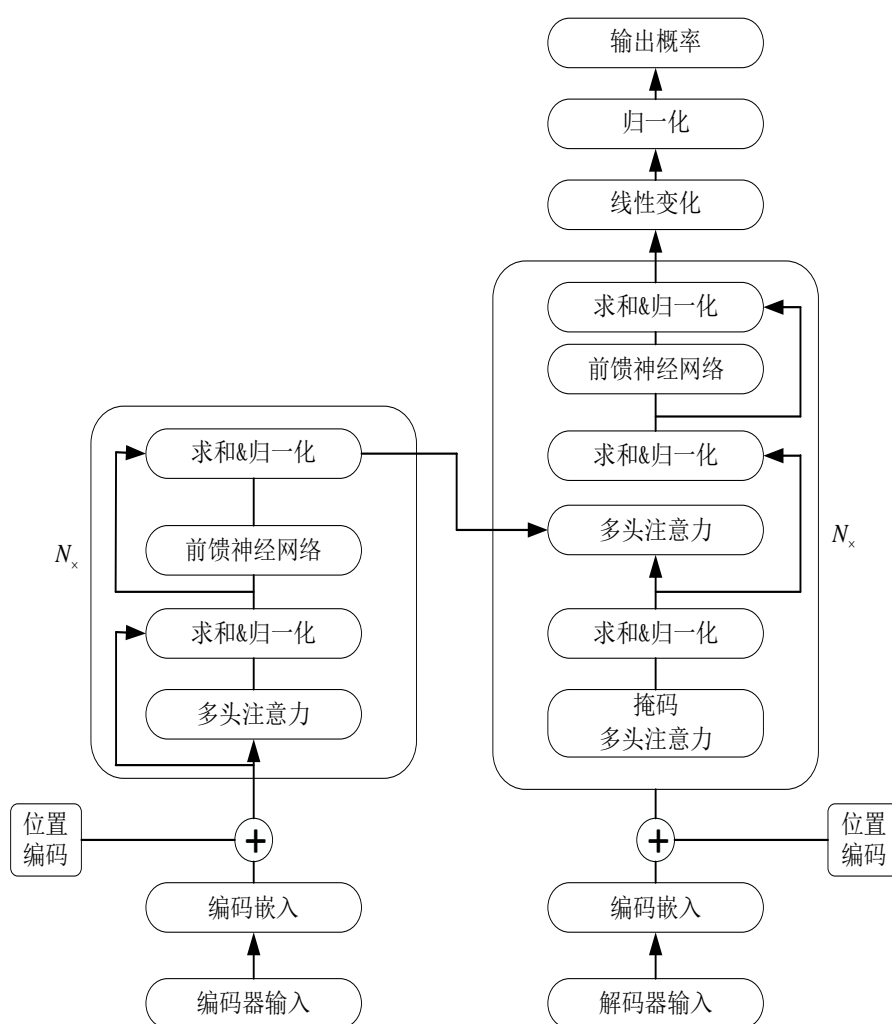 输出概率
归一化
线性变化
求和&归一化
前馈神经网络
求和&归一化
多头注意力
求和&归一化
掩码
多头注意力
N×
位置
编码
+
编码嵌入
解码器输入
求和&归一化
前馈神经网络
求和&归一化
多头注意力
N×
位置
编码
+
编码嵌入
编码器输入